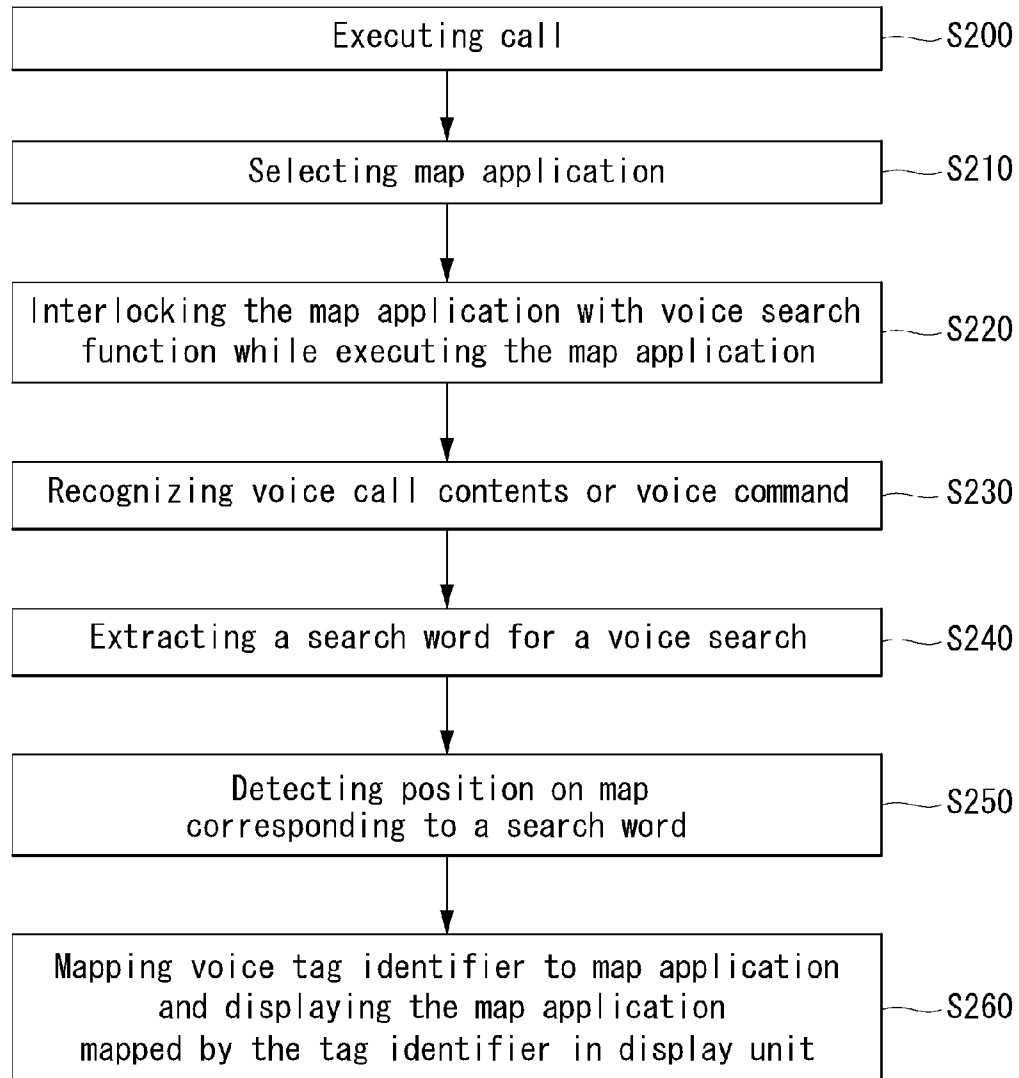 Executing call
S200
Selecting map application
S210
Interlocking the map application with voice search
function while executing the map application
S220
Recognizing voice call contents or voice command
S230
Extracting a search word for a voice search
S240
Detecting position on map
corresponding to a search word
S250
Mapping voice tag identifier to map application
and displaying the map application
mapped by the tag identifier in display unit
S260